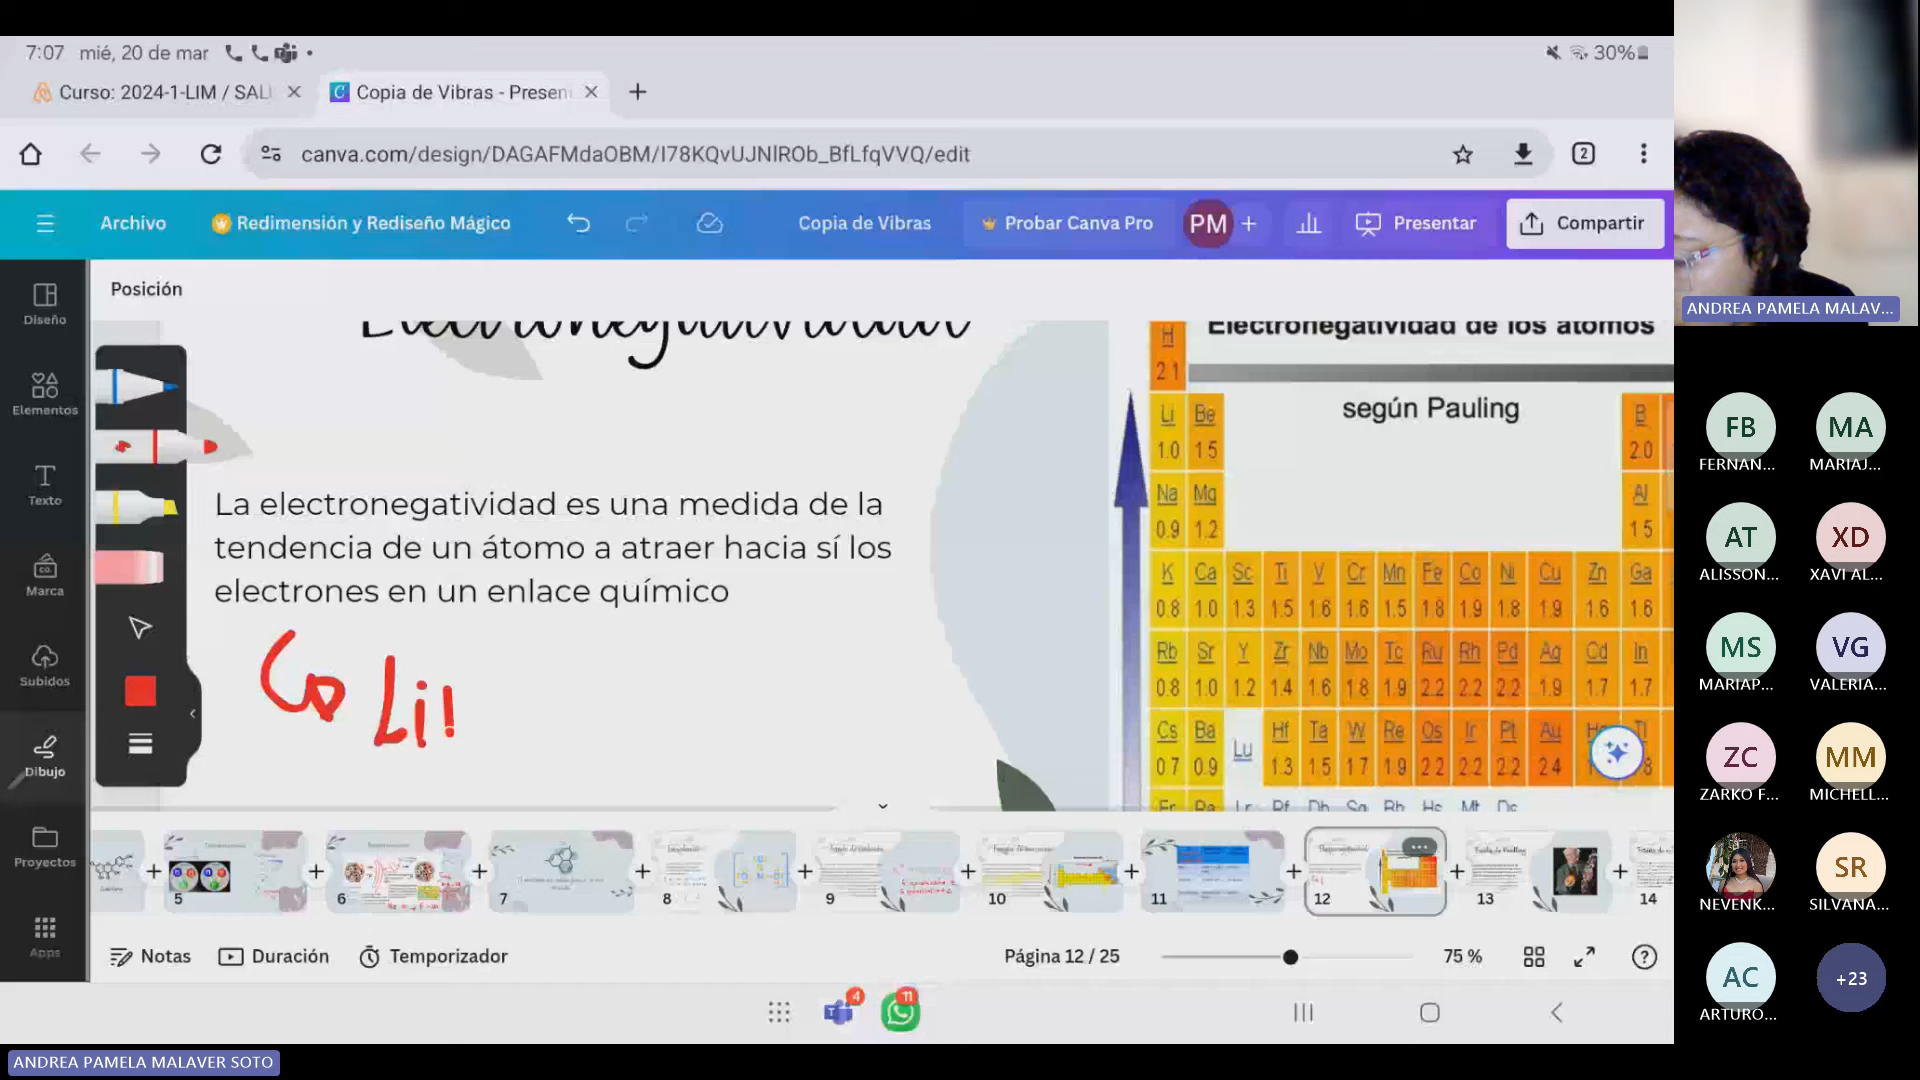 7:07 mié, 20 de mar
30%
Curso: 2024-1-LIM / SAL
Copia de Vibras - Presen
canva.com/design/DAGAFMdaOBM/I78KQvUJNlROb_BfLfqVVQ/edit
2
Archivo
Redimensión y Rediseño Mágico
Copia de Vibras
Probar Canva Pro
PM
Presentar
Compartir
Posición
Diseño
Elementos
Texto
Marca
Subidos
Dibujo
Proyectos
Apps
Electronegatividad
La electronegatividad es una medida de la
tendencia de un átomo a atraer hacia sí los
electrones en un enlace químico
Electronegatividad de los átomos
según Pauling
H
2.1
Li Be B
1.0 1.5 2.0
Na Mg Al
0.9 1.2 1.5
K Ca Sc Ti V Cr Mn Fe Co Ni Cu Zn Ga
0.8 1.0 1.3 1.5 1.6 1.6 1.5 1.8 1.9 1.8 1.9 1.6 1.6
Rb Sr Y Zr Nb Mo Tc Ru Rh Pd Ag Cd In
0.8 1.0 1.2 1.4 1.6 1.8 1.9 2.2 2.2 2.2 1.9 1.7 1.7
Cs Ba Lu Hf Ta W Re Os Ir Pt Au Tl
0.7 0.9 1.3 1.5 1.7 1.9 2.2 2.2 2.2 2.4
5 6 7 8 9 10 11 12 13 14
Notas
Duración
Temporizador
Página 12 / 25
75 %
4
11
ANDREA PAMELA MALAVER SOTO
ANDREA PAMELA MALAV...
FB
FERNAN...
MA
MARIAJ...
AT
ALISSON...
XD
XAVI AL...
MS
MARIAP...
VG
VALERIA...
ZC
ZARKO F...
MM
MICHELL...
NEVENK...
SR
SILVANA...
AC
ARTURO...
+23